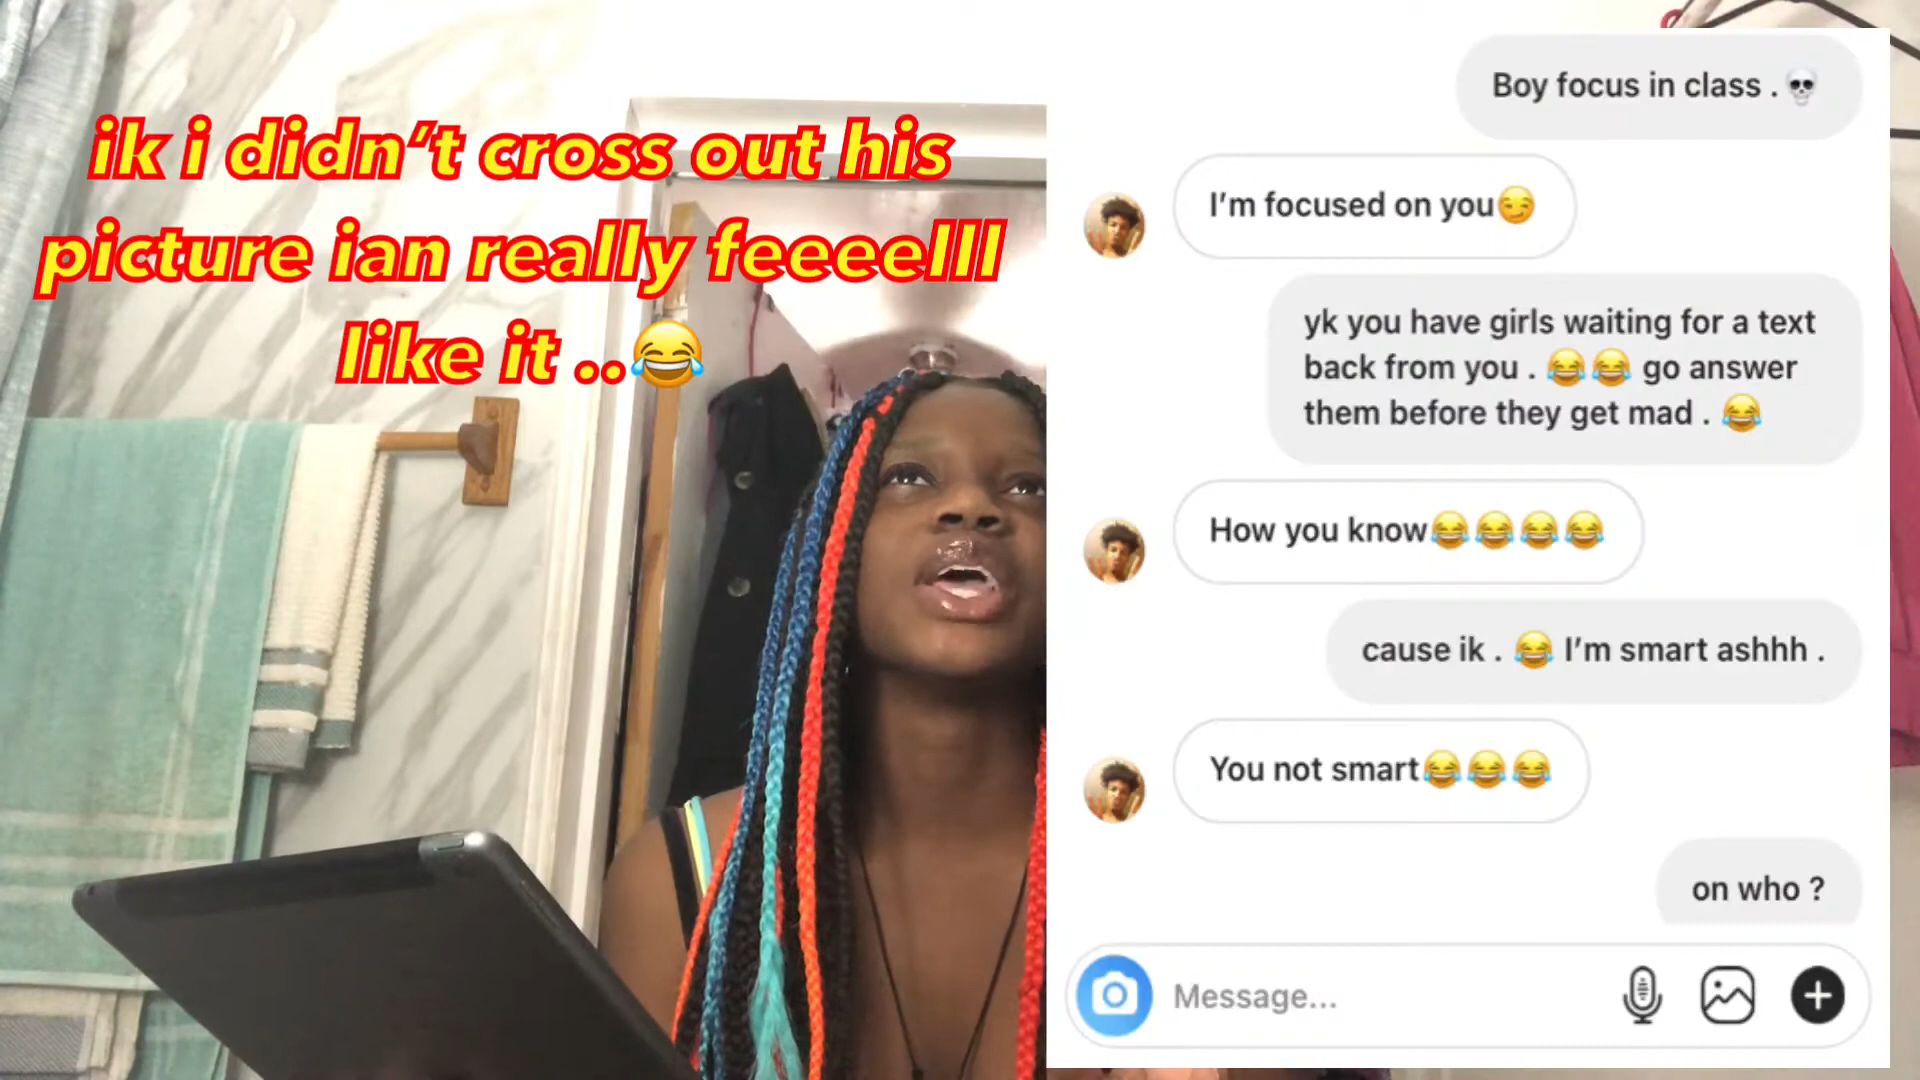 ik i didn’t cross out his
picture ian really feeeelll
like it ..😂
Boy focus in class . 💀
I’m focused on you😏
yk you have girls waiting for a text
back from you . 😂😂 go answer
them before they get mad . 😂
How you know😂😂😂😂
cause ik . 😂 I’m smart ashhh .
You not smart😂😂😂
on who ?
Message...